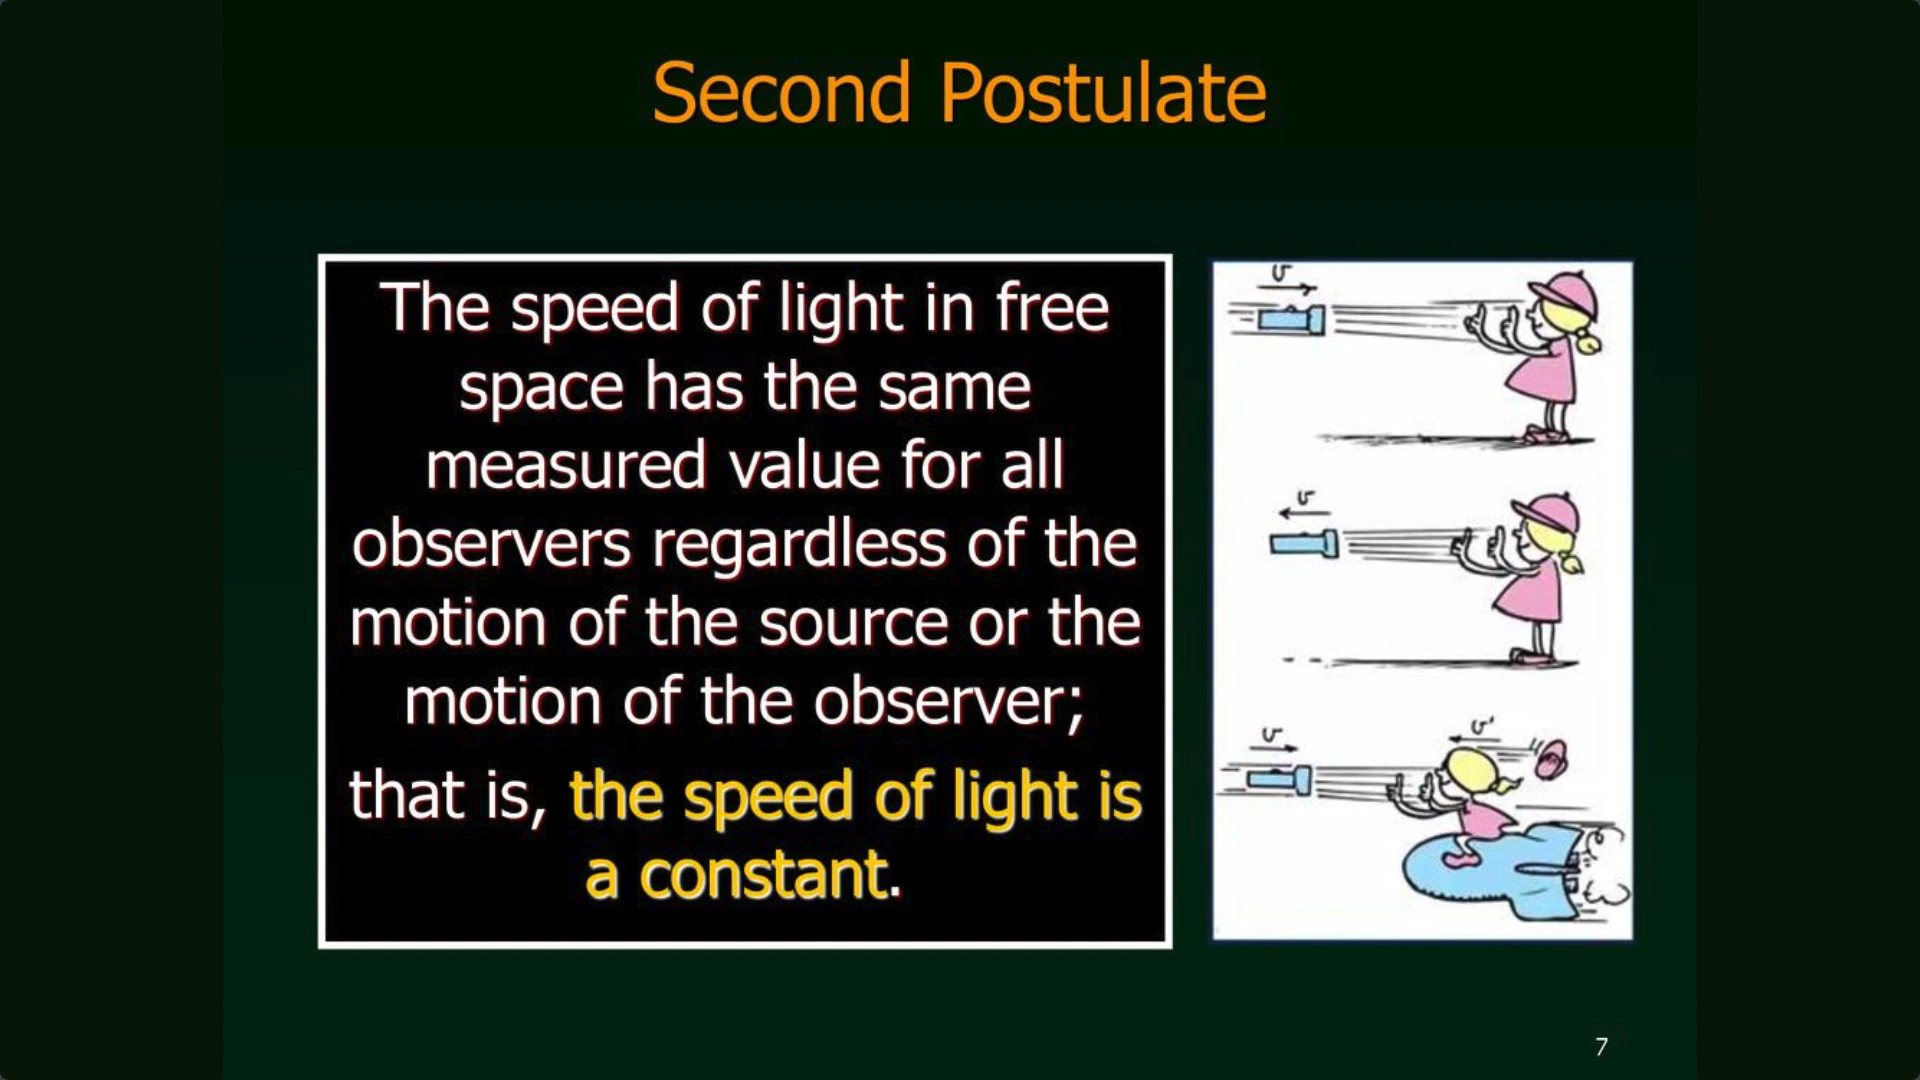 Second Postulate
The speed of light in free
space has the same
measured value for all
observers regardless of the
motion of the source or the
motion of the observer;
that is, the speed of light is
a constant.
v
v
v
v'
7